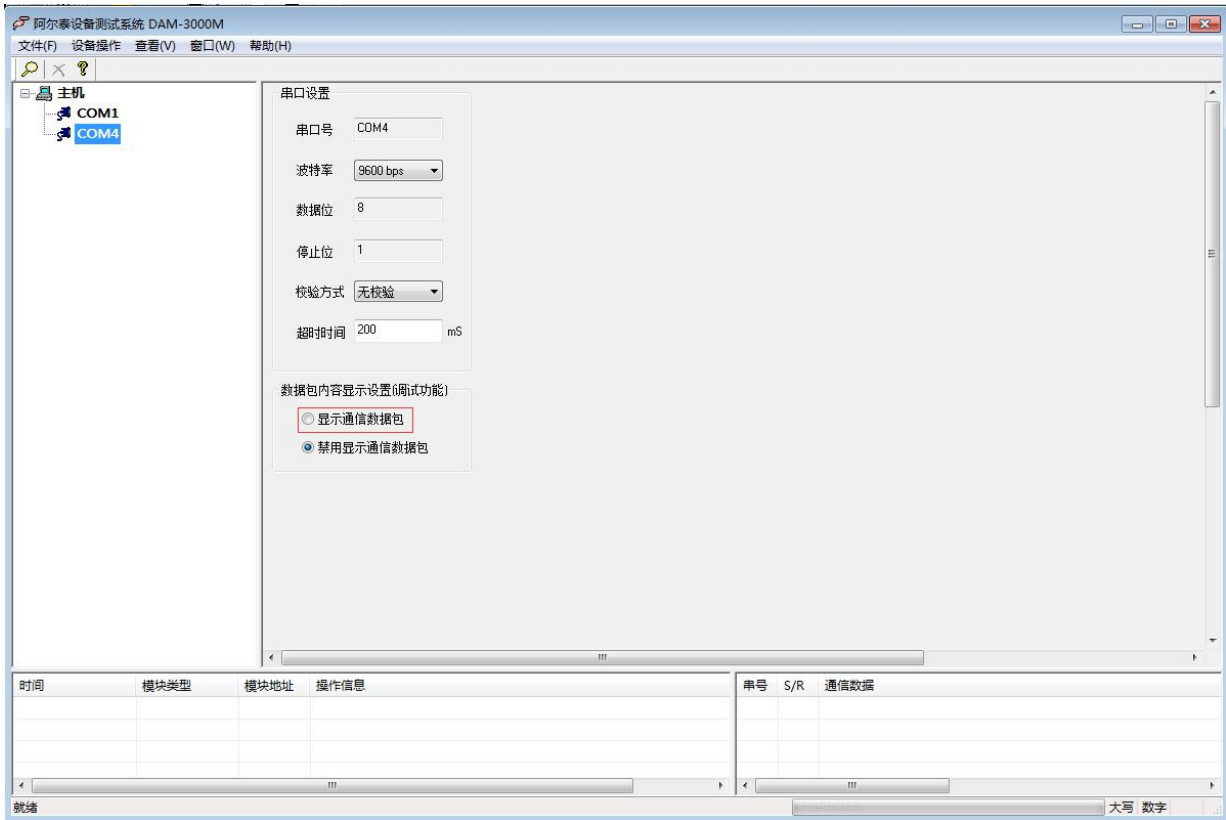 阿尔泰设备测试系统 DAM-3000M
文件(F) 设备操作 查看(V) 窗口(W) 帮助(H)
主机
COM1
COM4
串口设置
串口号 COM4
波特率 9600 bps
数据位 8
停止位 1
校验方式 无校验
超时时间 200 mS
数据包内容显示设置(调试功能)
显示通信数据包
禁用显示通信数据包
时间 模块类型 模块地址 操作信息
串号 S/R 通信数据
就绪
大写 数字